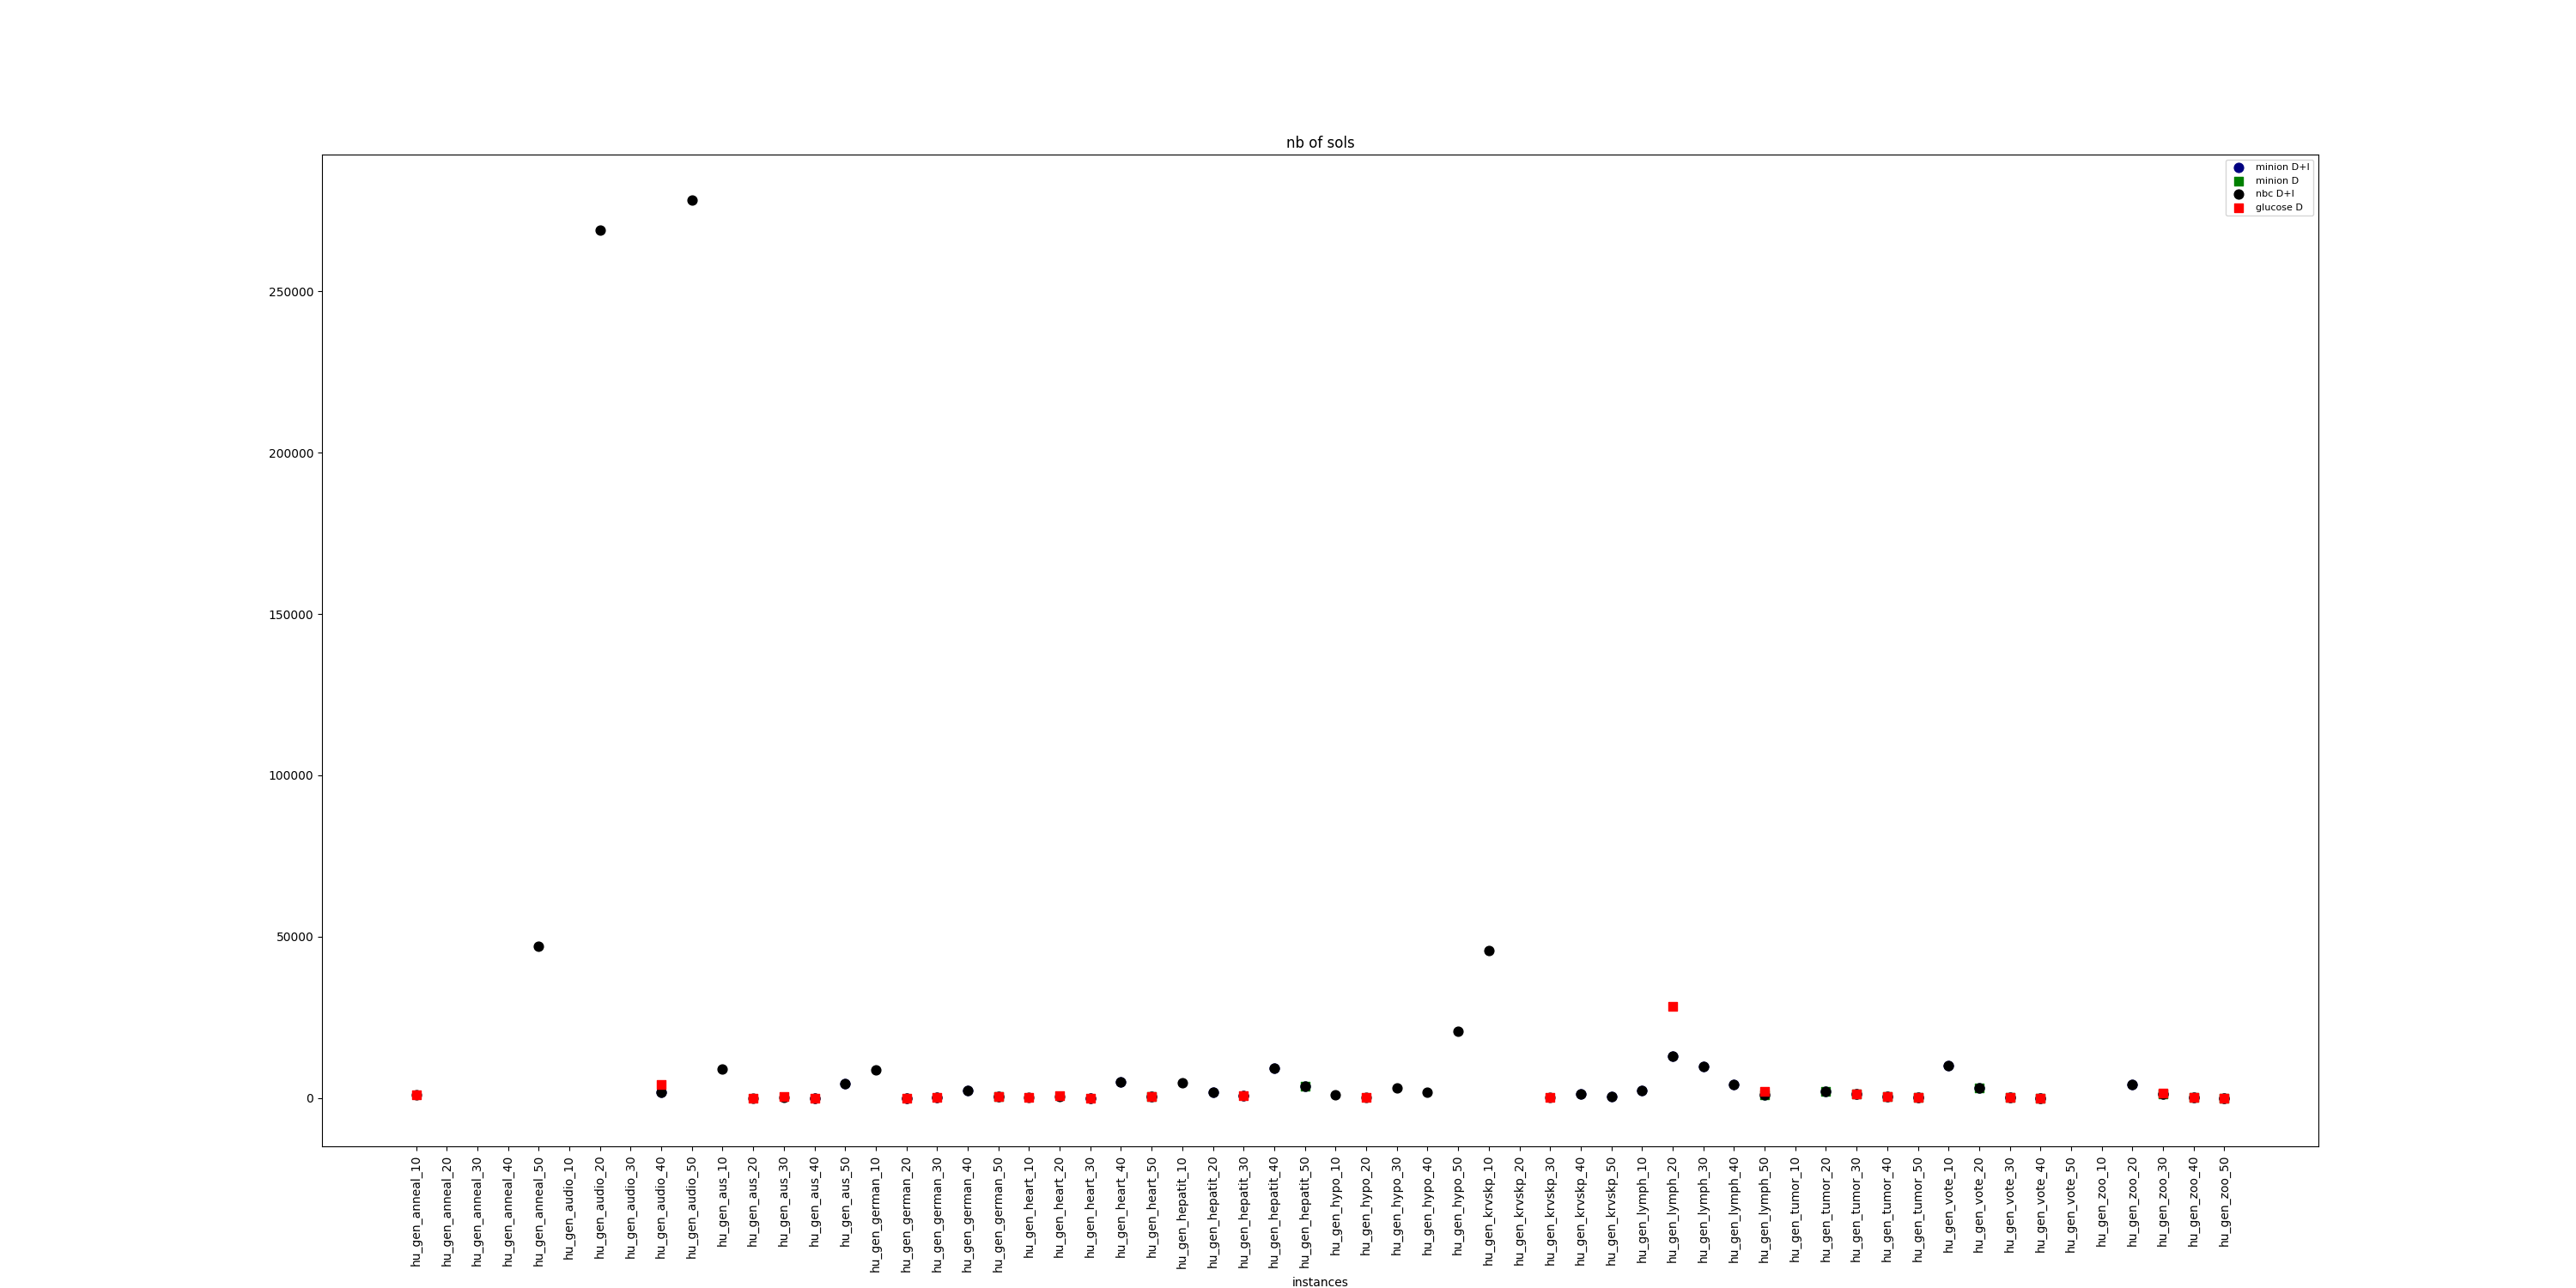 nb of sols
minion D+I
minion D
nbc D+I
glucose D
250000
200000
150000
100000
50000
0
hu_gen_anneal_10
hu_gen_anneal_20
hu_gen_anneal_30
hu_gen_anneal_40
hu_gen_anneal_50
hu_gen_audio_10
hu_gen_audio_20
hu_gen_audio_30
hu_gen_audio_40
hu_gen_audio_50
hu_gen_aus_10
hu_gen_aus_20
hu_gen_aus_30
hu_gen_aus_40
hu_gen_aus_50
hu_gen_german_10
hu_gen_german_20
hu_gen_german_30
hu_gen_german_40
hu_gen_german_50
hu_gen_heart_10
hu_gen_heart_20
hu_gen_heart_30
hu_gen_heart_40
hu_gen_heart_50
hu_gen_hepatit_10
hu_gen_hepatit_20
hu_gen_hepatit_30
hu_gen_hepatit_40
hu_gen_hepatit_50
hu_gen_hypo_10
hu_gen_hypo_20
hu_gen_hypo_30
hu_gen_hypo_40
hu_gen_hypo_50
hu_gen_krvskp_10
hu_gen_krvskp_20
hu_gen_krvskp_30
hu_gen_krvskp_40
hu_gen_krvskp_50
hu_gen_lymph_10
hu_gen_lymph_20
hu_gen_lymph_30
hu_gen_lymph_40
hu_gen_lymph_50
hu_gen_tumor_10
hu_gen_tumor_20
hu_gen_tumor_30
hu_gen_tumor_40
hu_gen_tumor_50
hu_gen_vote_10
hu_gen_vote_20
hu_gen_vote_30
hu_gen_vote_40
hu_gen_vote_50
hu_gen_zoo_10
hu_gen_zoo_20
hu_gen_zoo_30
hu_gen_zoo_40
hu_gen_zoo_50
instances